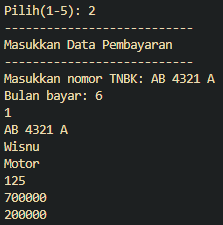 Pilih(1-5): 2
---------------------------
Masukkan Data Pembayaran
---------------------------
Masukkan nomor TNBK: AB 4321 A
Bulan bayar: 6
1
AB 4321 A
Wisnu
Motor
125
700000
200000